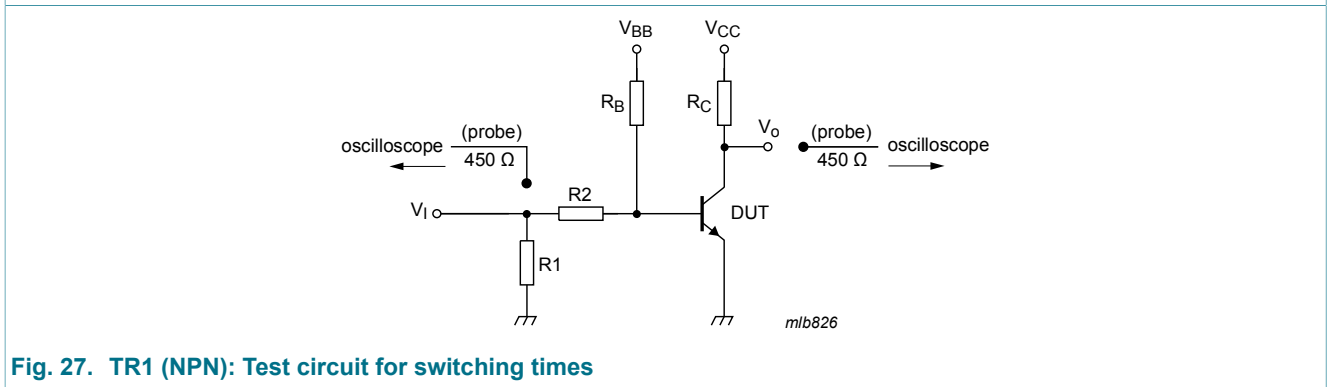 VBB
VCC
RB
RC
Vo
(probe)
450 Ω
oscilloscope
(probe)
450 Ω
oscilloscope
R2
VI
DUT
R1
mlb826
Fig. 27. TR1 (NPN): Test circuit for switching times